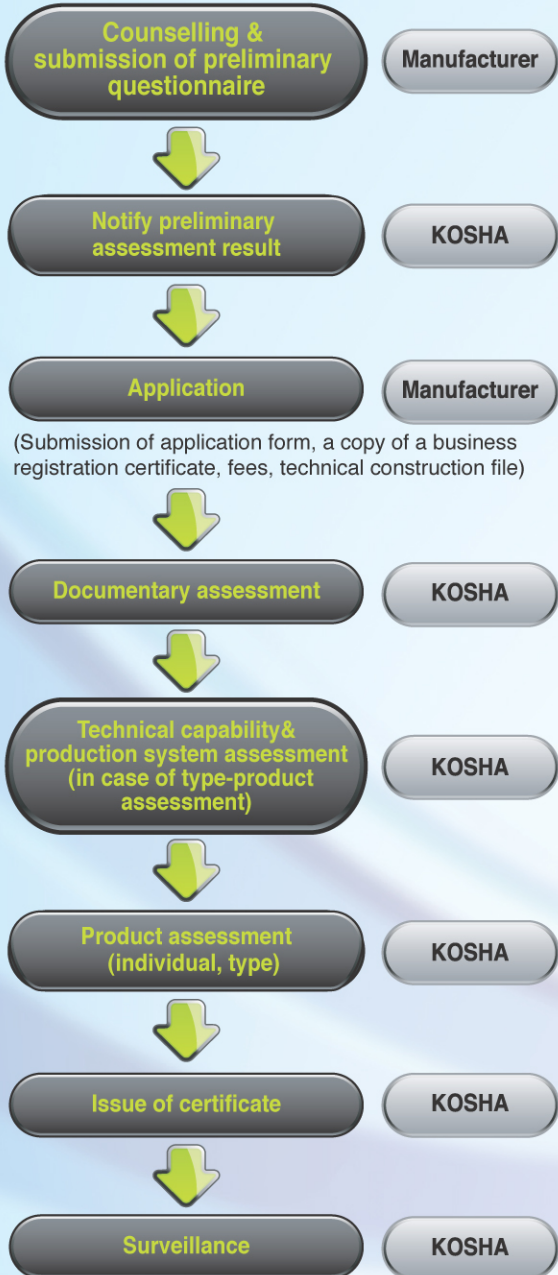 Counselling &
submission of preliminary
questionnaire
Manufacturer
Notify preliminary
assessment result
KOSHA
Application
Manufacturer
(Submission of application form, a copy of a business
registration certificate, fees, technical construction file)
Documentary assessment
KOSHA
Technical capability&
production system assessment
(in case of type-product
assessment)
KOSHA
Product assessment
(individual, type)
KOSHA
Issue of certificate
KOSHA
Surveillance
KOSHA